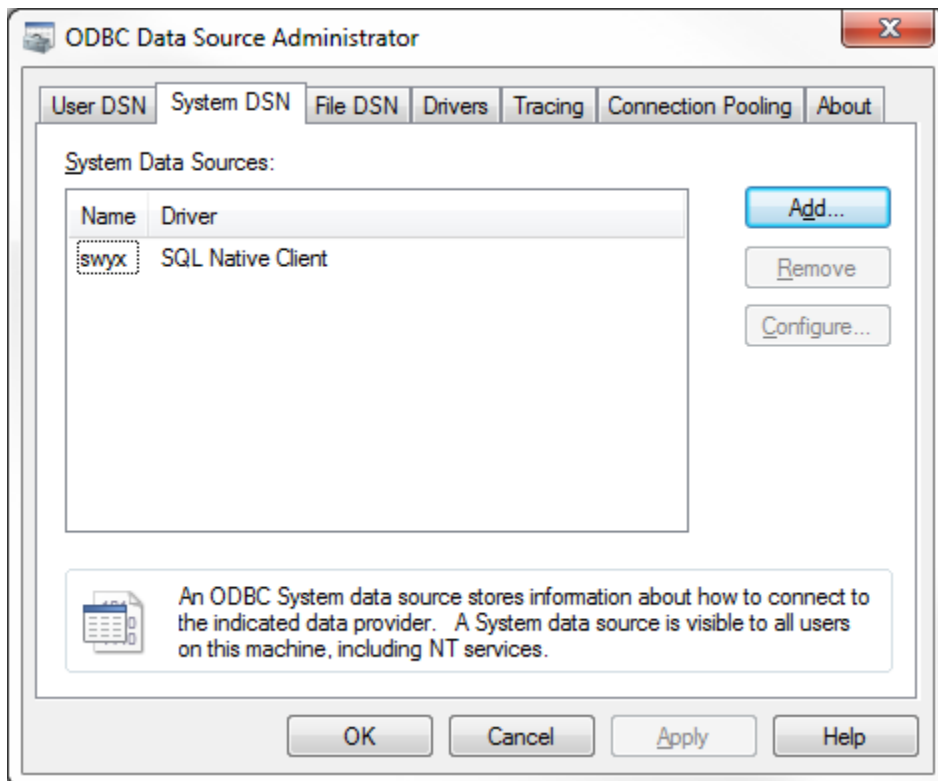 ODBC Data Source Administrator
User DSN System DSN File DSN Drivers Tracing Connection Pooling About
System Data Sources:
Name Driver
swyx SQL Native Client
Add...
Remove
Configure...
An ODBC System data source stores information about how to connect to
the indicated data provider. A System data source is visible to all users
on this machine, including NT services.
OK Cancel Apply Help